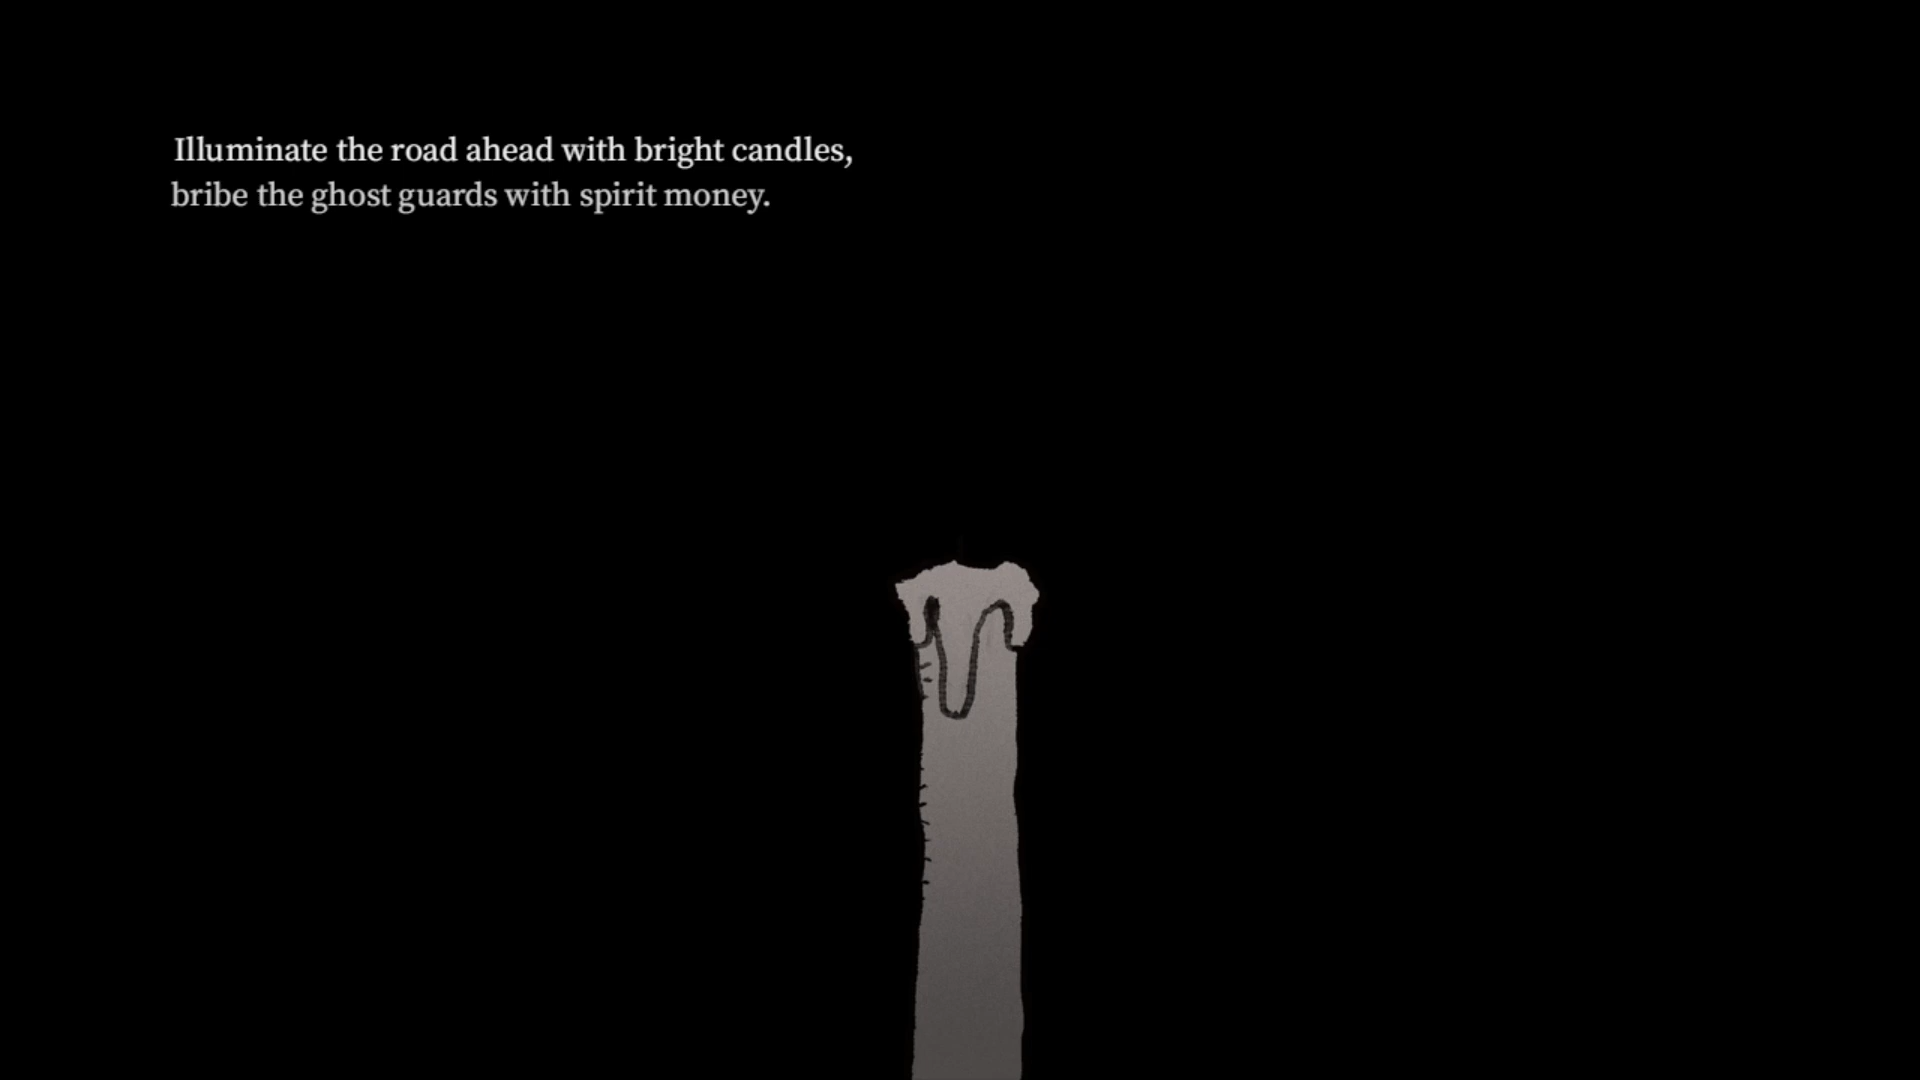 Illuminate the road ahead with bright candles,
bribe the ghost guards with spirit money.